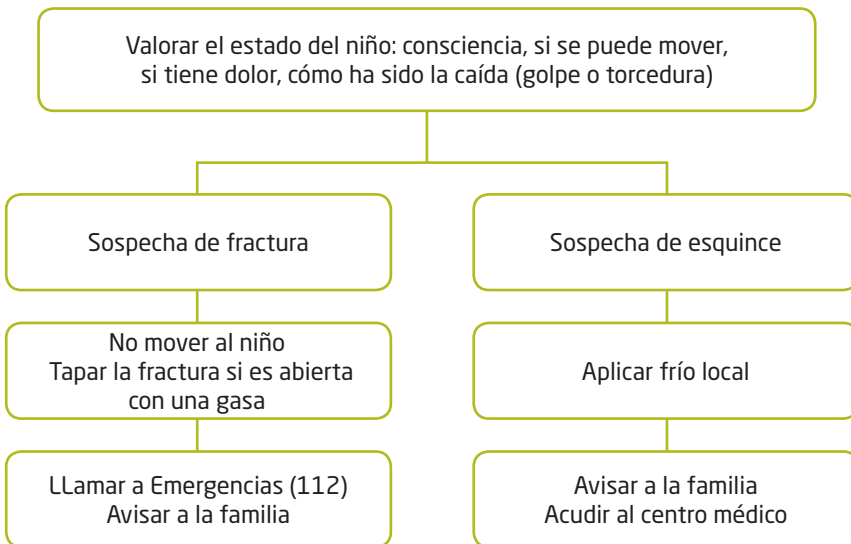 Valorar el estado del niño: consciencia, si se puede mover,
si tiene dolor, cómo ha sido la caída (golpe o torcedura)
Sospecha de fractura
No mover al niño
Tapar la fractura si es abierta
con una gasa
LLamar a Emergencias (112)
Avisar a la familia
Sospecha de esquince
Aplicar frío local
Avisar a la familia
Acudir al centro médico